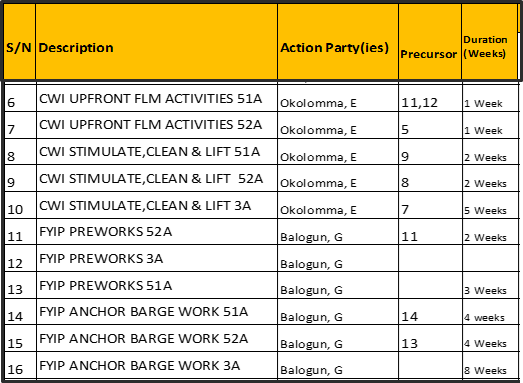 S/N Description Action Party(ies) Precursor Duration (Weeks)
6 CWI UPFRONT FLM ACTIVITIES 51A Okolomma, E 11,12 1 Week
7 CWI UPFRONT FLM ACTIVITIES 52A Okolomma, E 5 1 Week
8 CWI STIMULATE,CLEAN & LIFT 51A Okolomma, E 9 2 Weeks
9 CWI STIMULATE,CLEAN & LIFT 52A Okolomma, E 8 2 Weeks
10 CWI STIMULATE,CLEAN & LIFT 3A Okolomma, E 7 5 Weeks
11 FYIP PREWORKS 52A Balogun, G 11 2 Weeks
12 FYIP PREWORKS 3A Balogun, G
13 FYIP PREWORKS 51A Balogun, G 3 Weeks
14 FYIP ANCHOR BARGE WORK 51A Balogun, G 14 4 weeks
15 FYIP ANCHOR BARGE WORK 52A Balogun, G 13 4 Weeks
16 FYIP ANCHOR BARGE WORK 3A Balogun, G 8 Weeks